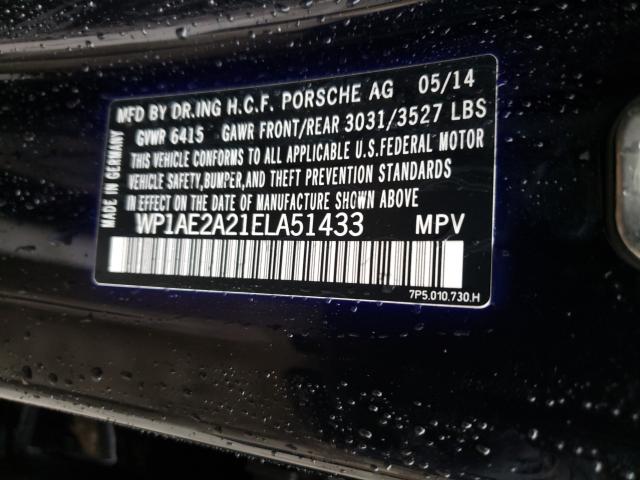 MFD BY DR.ING H.C.F. PORSCHE AG 05/14
GVWR 6415 GAWR FRONT/REAR 3031/3527 LBS
THIS VEHICLE CONFORMS TO ALL APPLICABLE U.S.FEDERAL MOTOR
VEHICLE SAFETY, BUMPER, AND THEFT PREVENTION STANDARDS
IN EFFECT ON THE DATE OF MANUFACTURE SHOWN ABOVE
MADE IN GERMANY
WP1AE2A21ELA51433 MPV
7P5.010.730.H